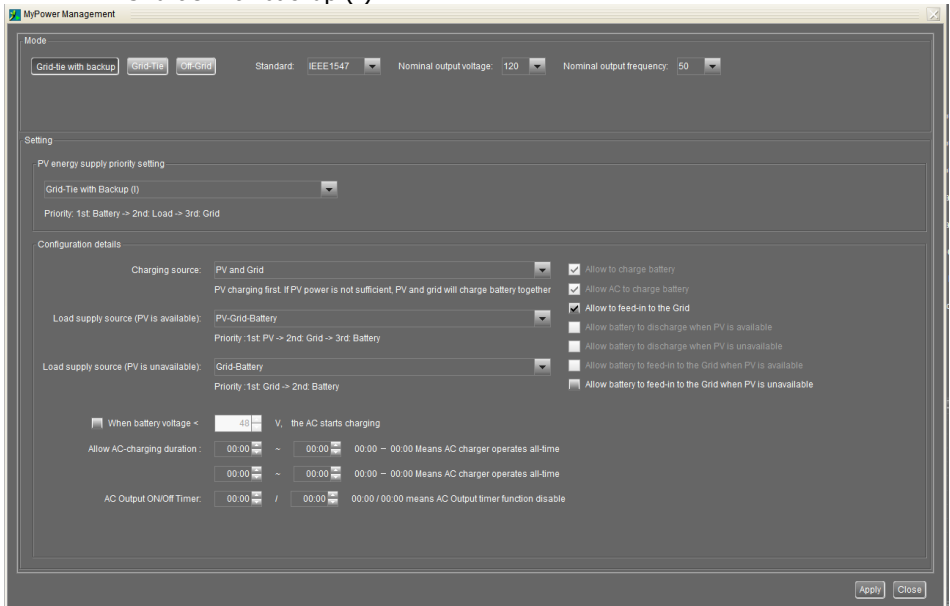 MyPower Management
Mode
Grid-tie with backup Grid-Tie Off-Grid Standard: IEEE1547 Nominal output voltage: 120 Nominal output frequency: 50
Setting
PV energy supply priority setting
Grid-Tie with Backup (I)
Priority: 1st: Battery -> 2nd: Load -> 3rd: Grid
Configuration details
Charging source: PV and Grid
PV charging first. If PV power is not sufficient, PV and grid will charge battery together
Load supply source (PV is available): PV-Grid-Battery
Priority :1st: PV -> 2nd: Grid -> 3rd: Battery
Load supply source (PV is unavailable): Grid-Battery
Priority :1st: Grid -> 2nd: Battery
Allow to charge battery
Allow AC to charge battery
Allow to feed-in to the Grid
Allow battery to discharge when PV is available
Allow battery to discharge when PV is unavailable
Allow battery to feed-in to the Grid when PV is available
Allow battery to feed-in to the Grid when PV is unavailable
When battery voltage < 48 V, the AC starts charging
Allow AC-charging duration : 00:00 ~ 00:00 00:00 – 00:00 Means AC charger operates all-time
00:00 ~ 00:00 00:00 – 00:00 Means AC charger operates all-time
AC Output ON/Off Timer: 00:00 / 00:00 00:00 / 00:00 means AC Output timer function disable
Apply Close